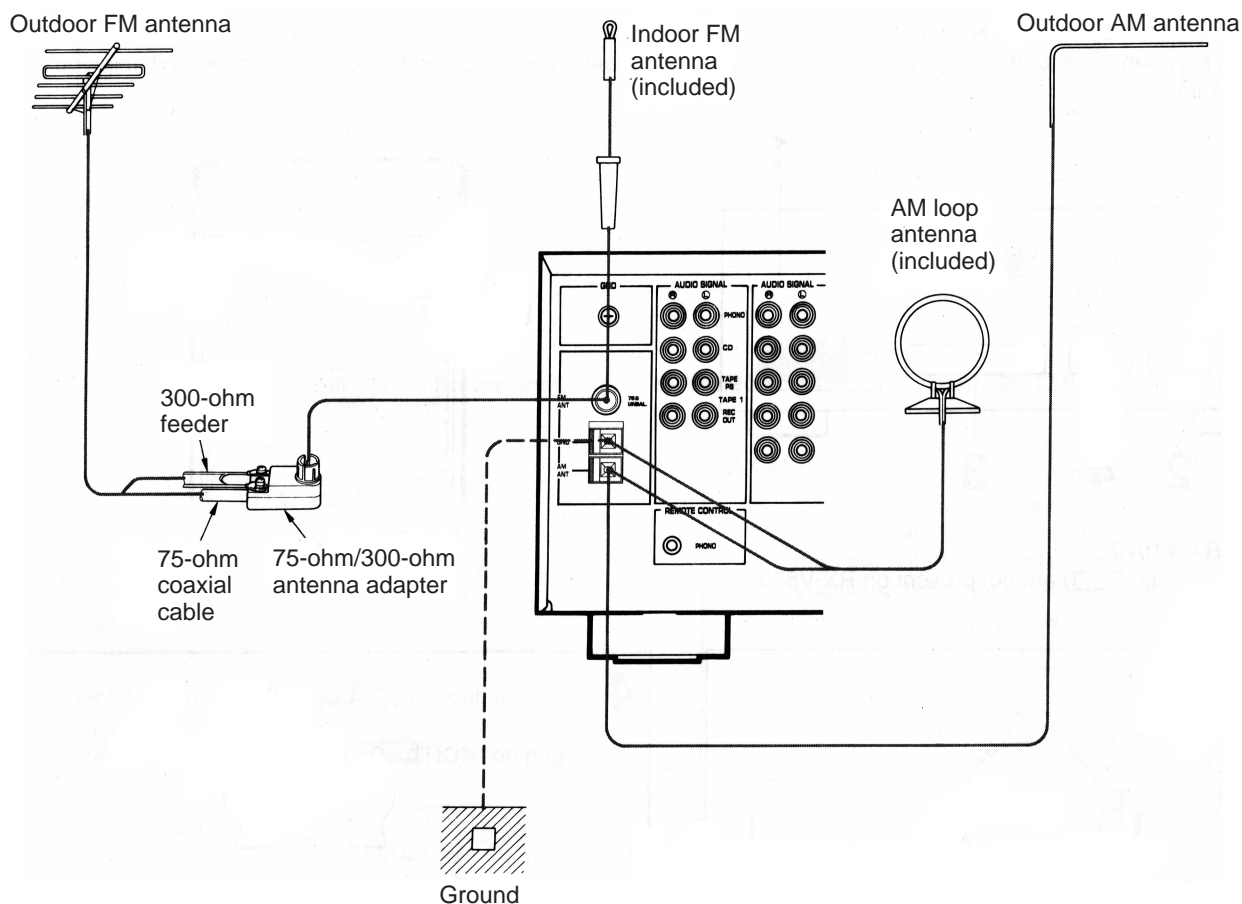 Outdoor FM antenna
Indoor FM
antenna
(included)
Outdoor AM antenna
AM loop
antenna
(included)
GND
AUDIO SIGNAL
R L
PHONO
CD
TAPE
PB
TAPE 1
REC
OUT
AUDIO SIGNAL
R L
FM
ANT
75Ω
UNBAL
GND
AM
ANT
REMOTE CONTROL
PHONO
300-ohm
feeder
75-ohm
coaxial
cable
75-ohm/300-ohm
antenna adapter
Ground